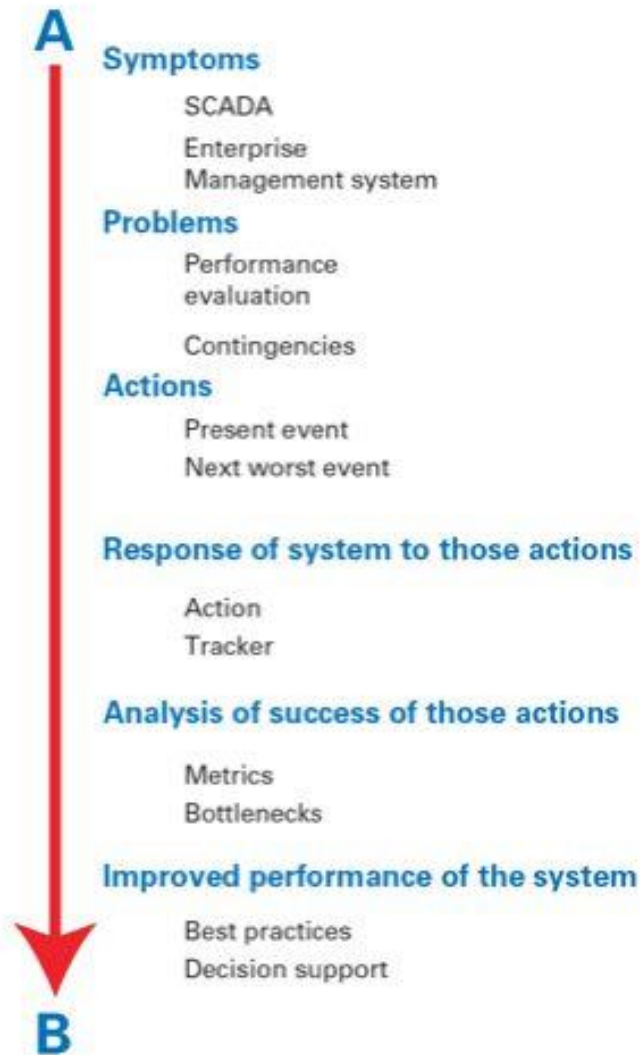 A
Symptoms
SCADA
Enterprise
Management system
Problems
Performance
evaluation
Contingencies
Actions
Present event
Next worst event
Response of system to those actions
Action
Tracker
Analysis of success of those actions
Metrics
Bottlenecks
Improved performance of the system
Best practices
Decision support
B